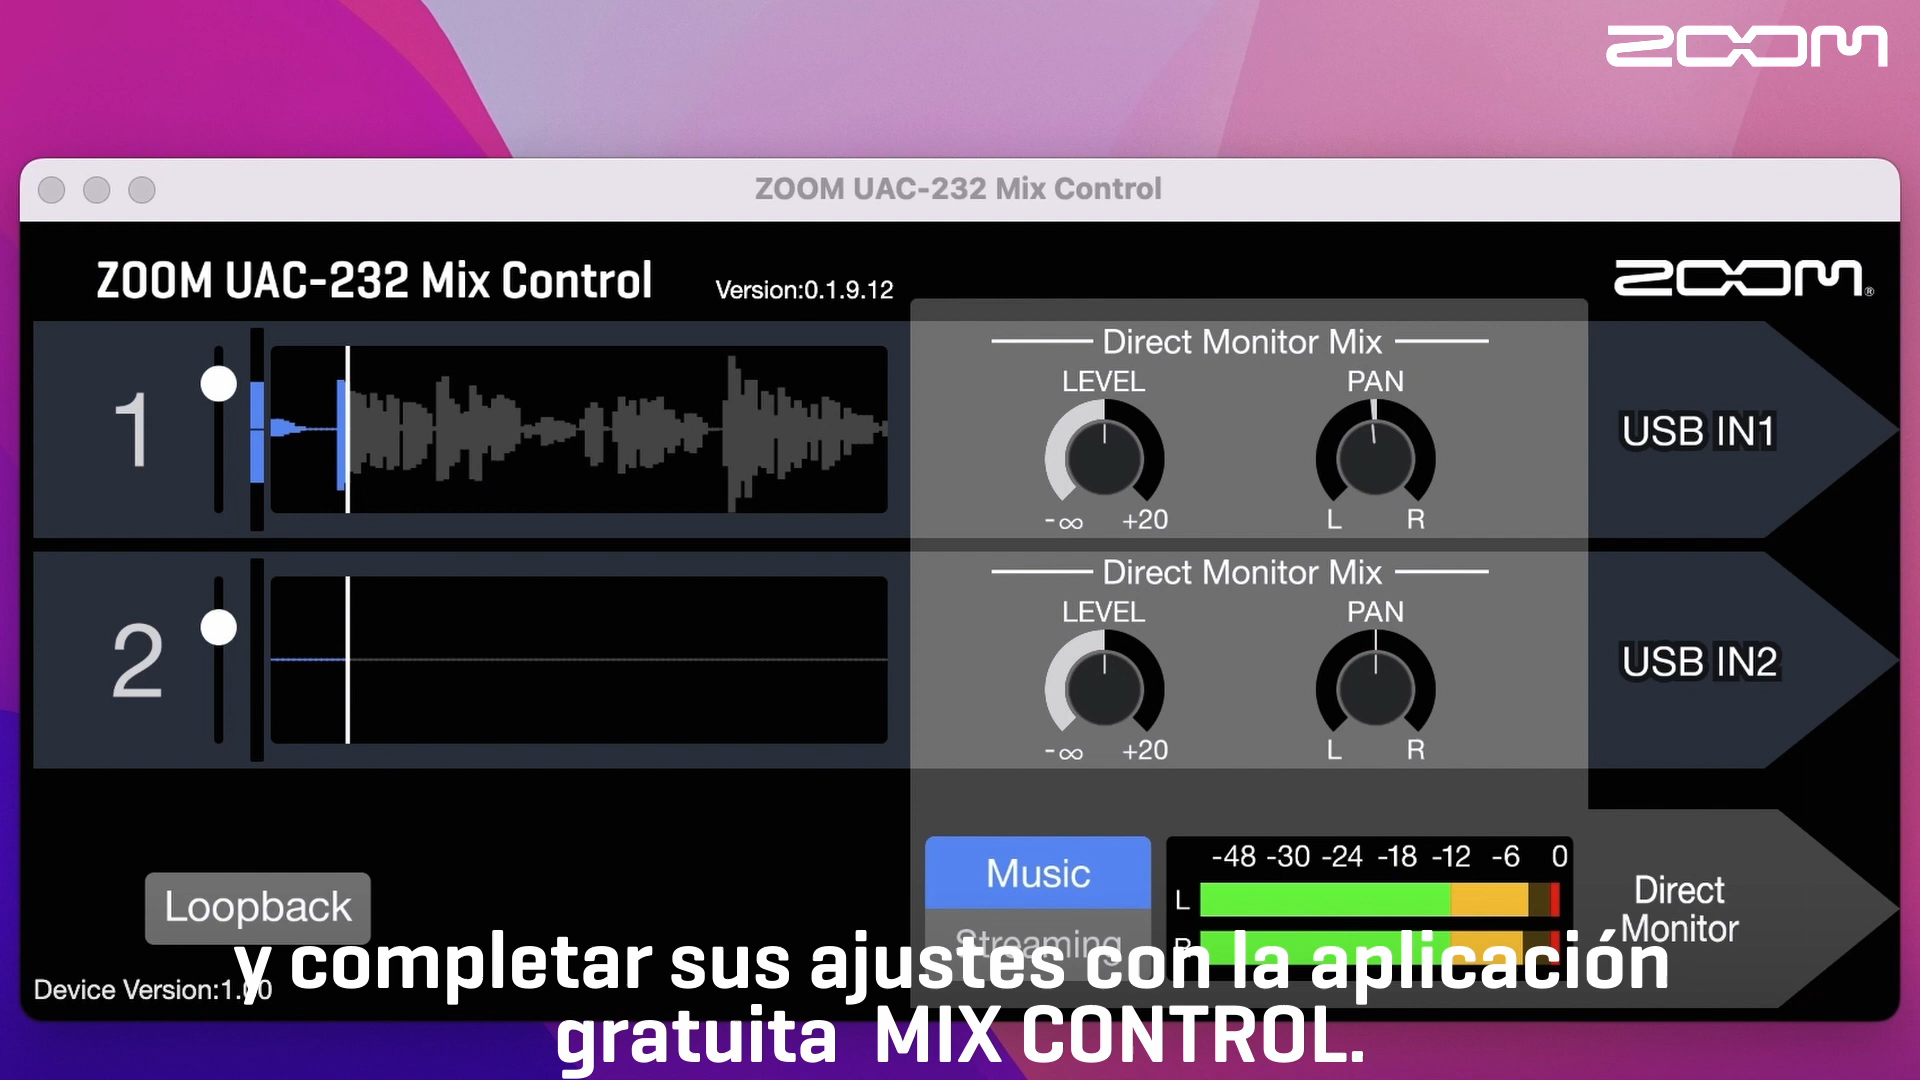 ZOOM
ZOOM UAC-232 Mix Control
ZOOM UAC-232 Mix Control
Version:0.1.9.12
ZOOM®
1
Direct Monitor Mix
LEVEL
PAN
-∞ +20
L R
USB IN1
2
Direct Monitor Mix
LEVEL
PAN
-∞ +20
L R
USB IN2
Loopback
Music
Streaming
-48 -30 -24 -18 -12 -6 0
L
R
Direct
Monitor
Device Version:1.00
y completar sus ajustes con la aplicación
gratuita MIX CONTROL.